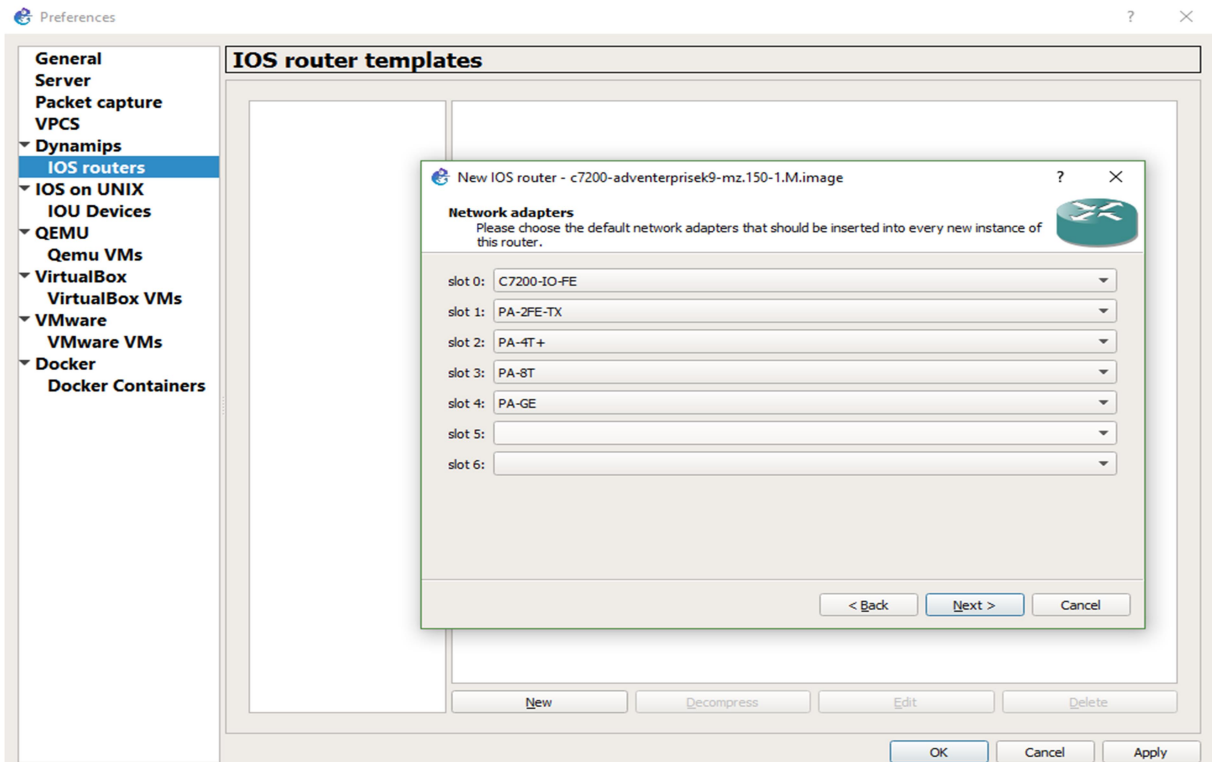 Preferences
?
General
Server
Packet capture
VPCS
Dynamips
IOS routers
IOS on UNIX
IOU Devices
QEMU
Qemu VMs
VirtualBox
VirtualBox VMs
VMware
VMware VMs
Docker
Docker Containers
IOS router templates
New IOS router - c7200-adventerprisek9-mz.150-1.M.image
?
Network adapters
Please choose the default network adapters that should be inserted into every new instance of
this router.
slot 0: C7200-IO-FE
slot 1: PA-2FE-TX
slot 2: PA-4T+
slot 3: PA-8T
slot 4: PA-GE
slot 5:
slot 6:
< Back Next > Cancel
New Decompress Edit Delete
OK Cancel Apply